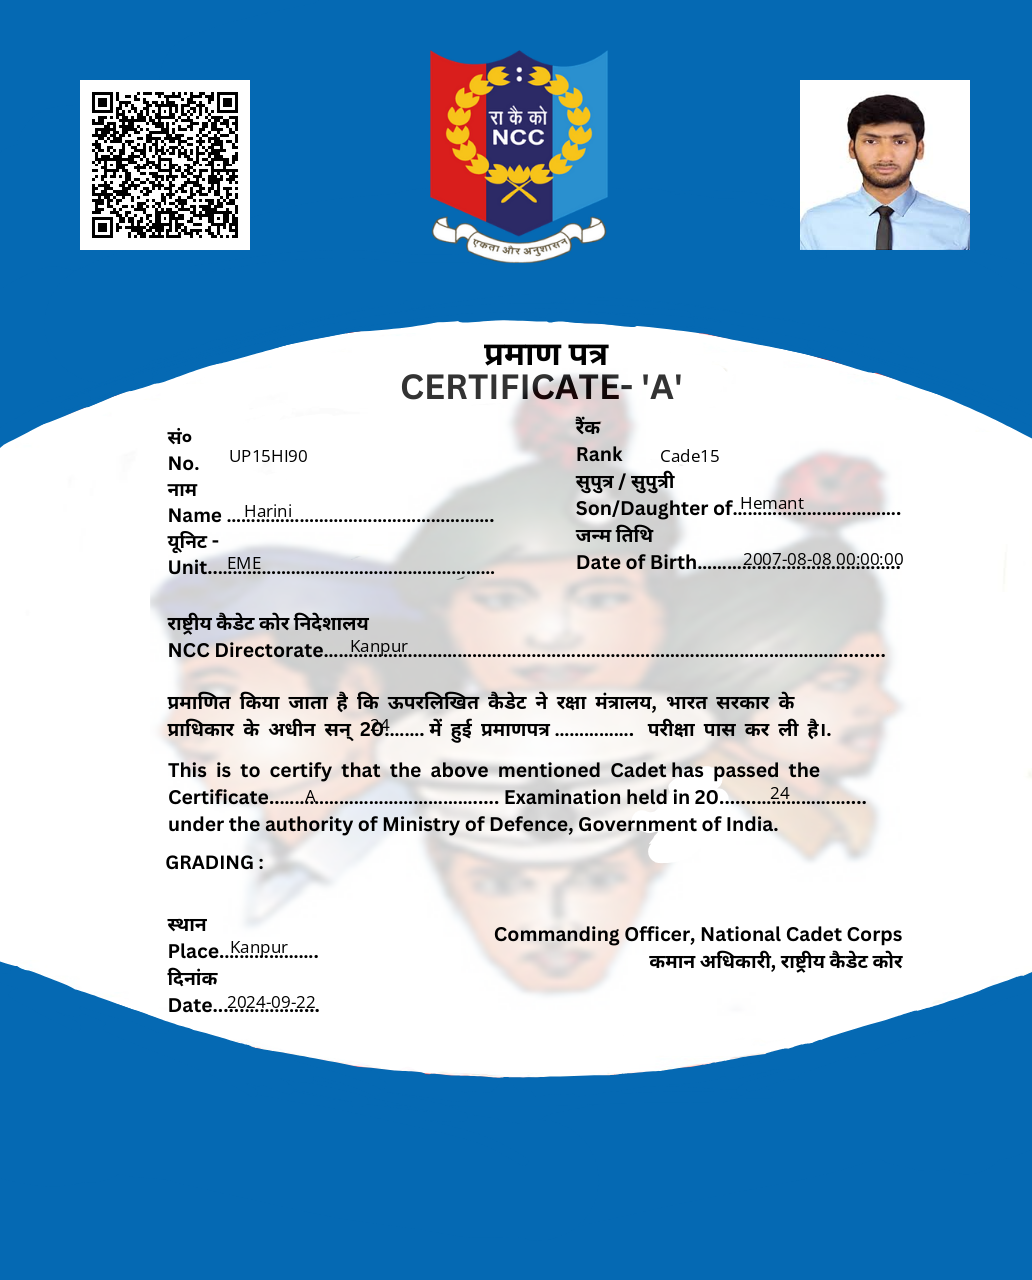 रा कै को
NCC
एकता और अनुशासन
प्रमाण पत्र
CERTIFICATE- 'A'
सं०
No. UP15HI90
नाम
Name ...................................................... Harini
यूनिट -
Unit.......................................................... EME
रैंक
Rank Cade15
सुपुत्र / सुपुत्री
Son/Daughter of.................................. Hemant
जन्म तिथि
Date of Birth......................................... 2007-08-08 00:00:00
राष्ट्रीय कैडेट कोर निदेशालय
NCC Directorate................................................................................................................. Kanpur
प्रमाणित किया जाता है कि ऊपरलिखित कैडेट ने रक्षा मंत्रालय, भारत सरकार के
प्राधिकार के अधीन सन् 20 24 ........ में हुई प्रमाणपत्र ................ परीक्षा पास कर ली है।.
This is to certify that the above mentioned Cadet has passed the
Certificate........ A ...................................... Examination held in 20.......... 24 ....................
under the authority of Ministry of Defence, Government of India.
GRADING :
स्थान
Place.................... Kanpur
दिनांक
Date...................... 2024-09-22
Commanding Officer, National Cadet Corps
कमान अधिकारी, राष्ट्रीय कैडेट कोर